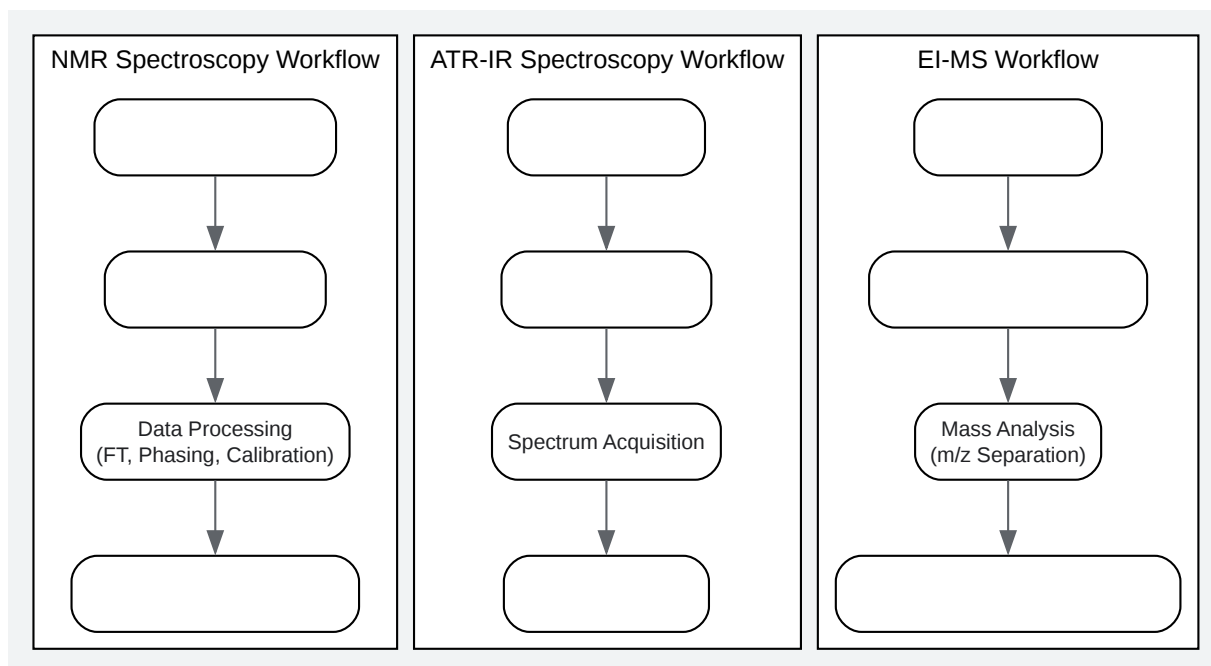 NMR Spectroscopy Workflow
Data Processing
(FT, Phasing, Calibration)
ATR-IR Spectroscopy Workflow
Spectrum Acquisition
EI-MS Workflow
Mass Analysis
(m/z Separation)